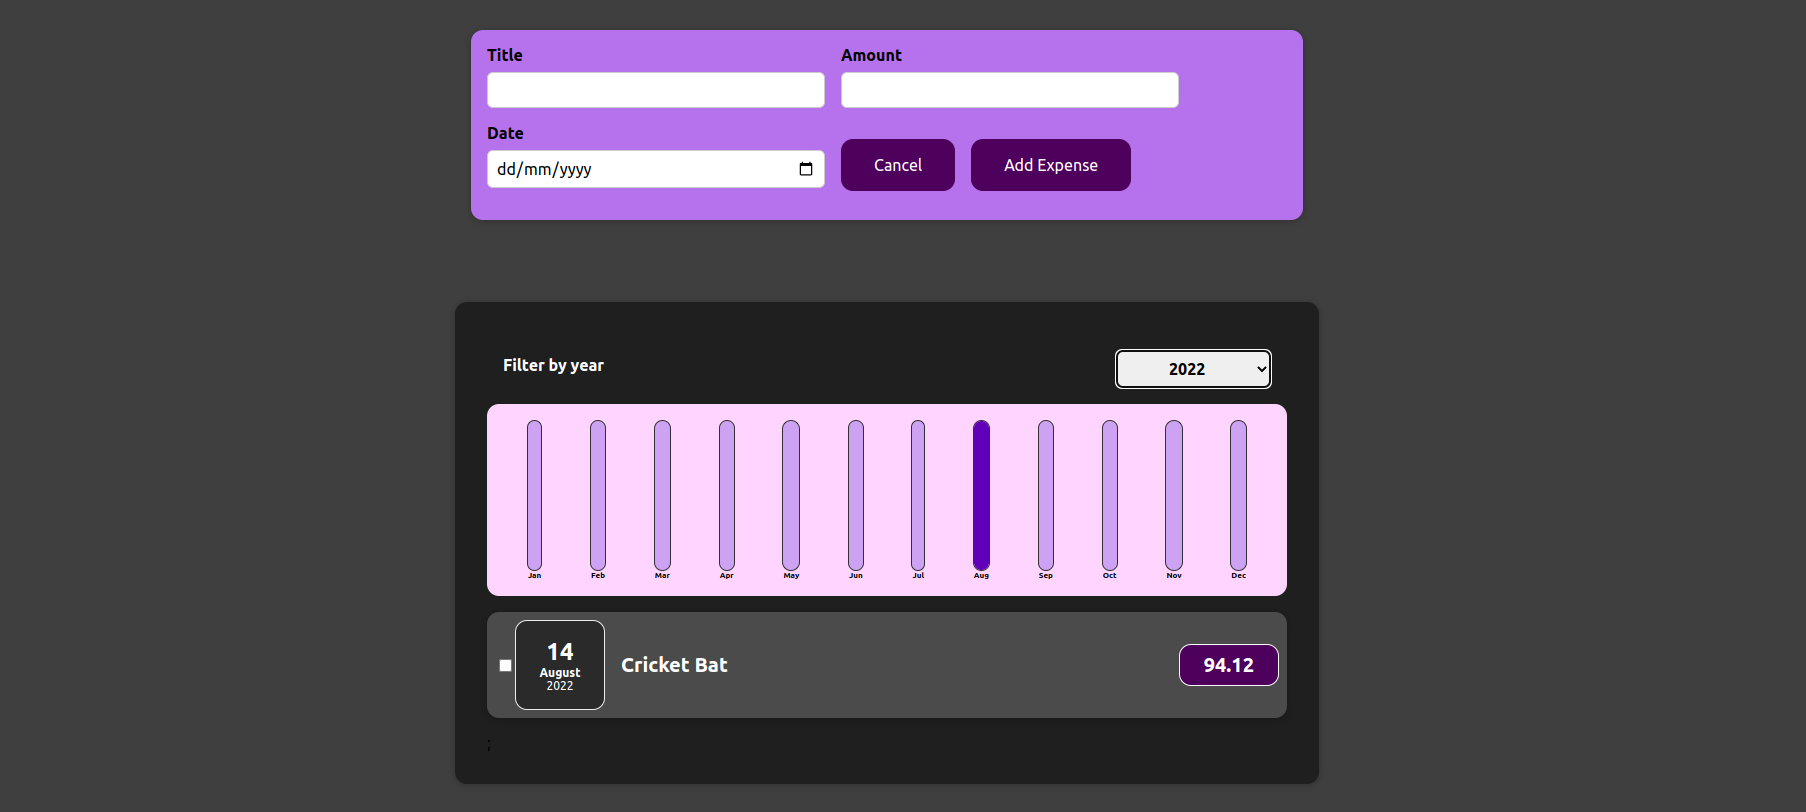 Title
Amount
Date
dd/mm/yyyy
Cancel
Add Expense
Filter by year
2022
Jan Feb Mar Apr May Jun Jul Aug Sep Oct Nov Dec
14
August
2022
Cricket Bat
94.12
;